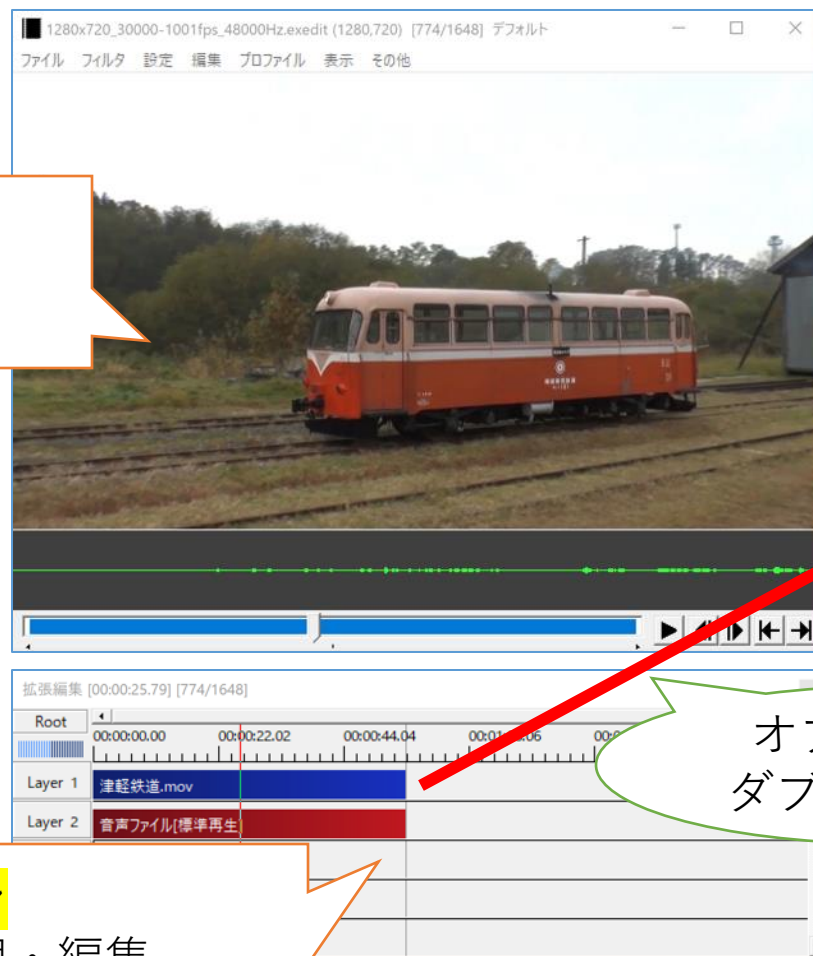 1280x720_30000-1001fps_48000Hz.exedit (1280,720) [774/1648] デフォルト
ファイル フィルタ 設定 編集 プロファイル 表示 その他
拡張編集 [00:00:25.79] [774/1648]
Root
00:00:00.00 00:00:22.02 00:00:44.04
Layer 1 津軽鉄道.mov
Layer 2 音声ファイル[標準再生]
オ
ダブ
・編集